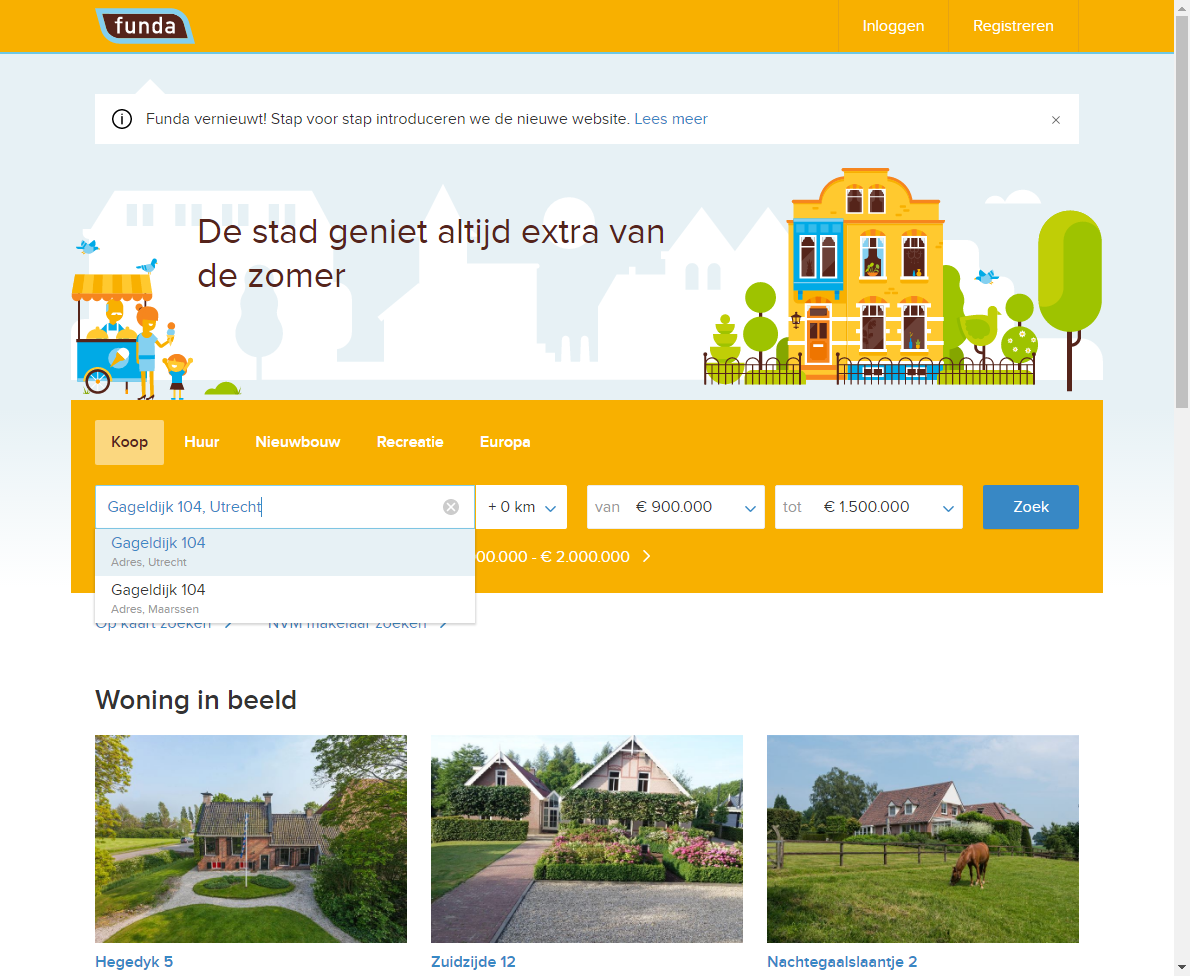 funda
Inloggen
Registreren
Funda vernieuwt! Stap voor stap introduceren we de nieuwe website. Lees meer
De stad geniet altijd extra van
de zomer
Koop Huur Nieuwbouw Recreatie Europa
Gageldijk 104, Utrecht + 0 km van € 900.000 tot € 1.500.000 Zoek
Gageldijk 104
Adres, Utrecht
00.000 - € 2.000.000
Gageldijk 104
Adres, Maarssen
Op kaart zoeken NVM makelaar zoeken
Woning in beeld
Hegedyk 5 Zuidzijde 12 Nachtegaalslaantje 2